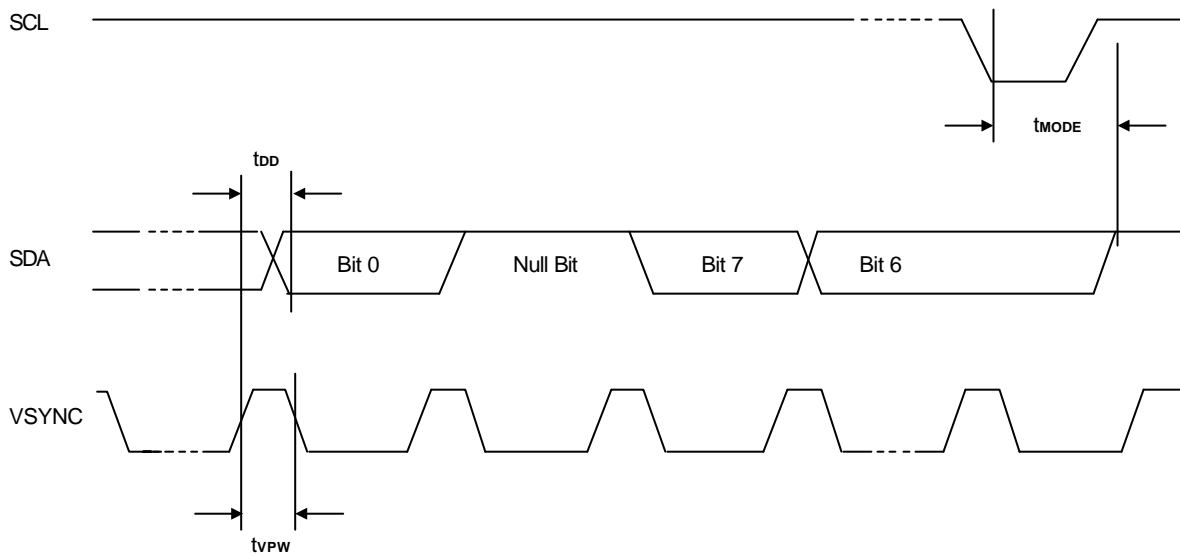 SCL
tMODE
tDD
SDA
Bit 0
Null Bit
Bit 7
Bit 6
VSYNC
tVPW